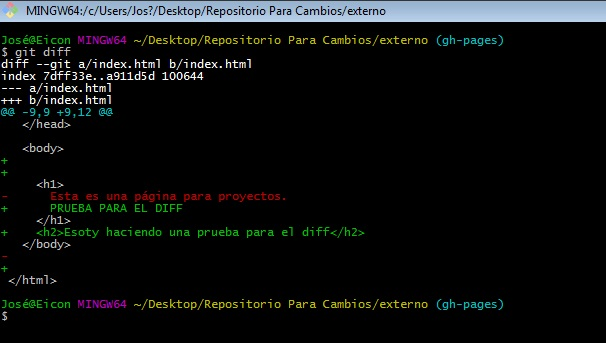 MINGW64:/c/Users/Jos?/Desktop/Repositorio Para Cambios/externo
José@Eicon MINGW64 ~/Desktop/Repositorio Para Cambios/externo (gh-pages)
$ git diff
diff --git a/index.html b/index.html
index 7dff33e..a911d5d 100644
--- a/index.html
+++ b/index.html
@@ -9,9 +9,12 @@
   </head>

   <body>
+
+
     <h1>
-      Esta es una página para proyectos.
+      PRUEBA PARA EL DIFF
     </h1>
+    <h2>Esoty haciendo una prueba para el diff</h2>
   </body>
-
+
 </html>

José@Eicon MINGW64 ~/Desktop/Repositorio Para Cambios/externo (gh-pages)
$